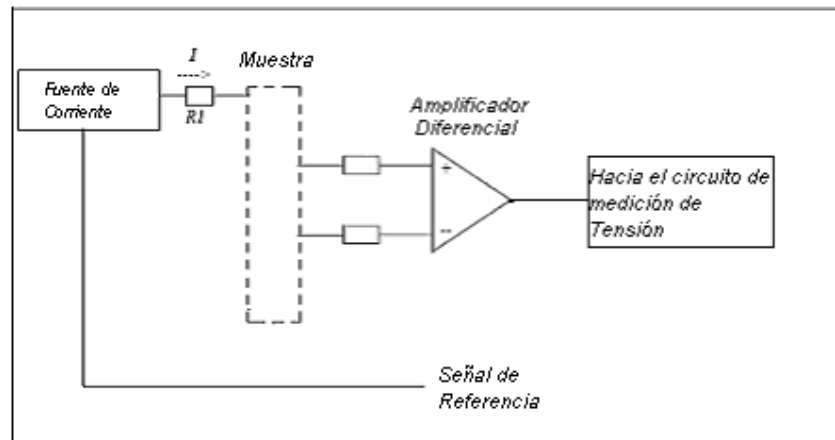 I
Muestra
Fuente de
Corriente
R1
Amplificador
Diferencial
+
--
Hacia el circuito de
medición de
Tensión
Señal de
Referencia